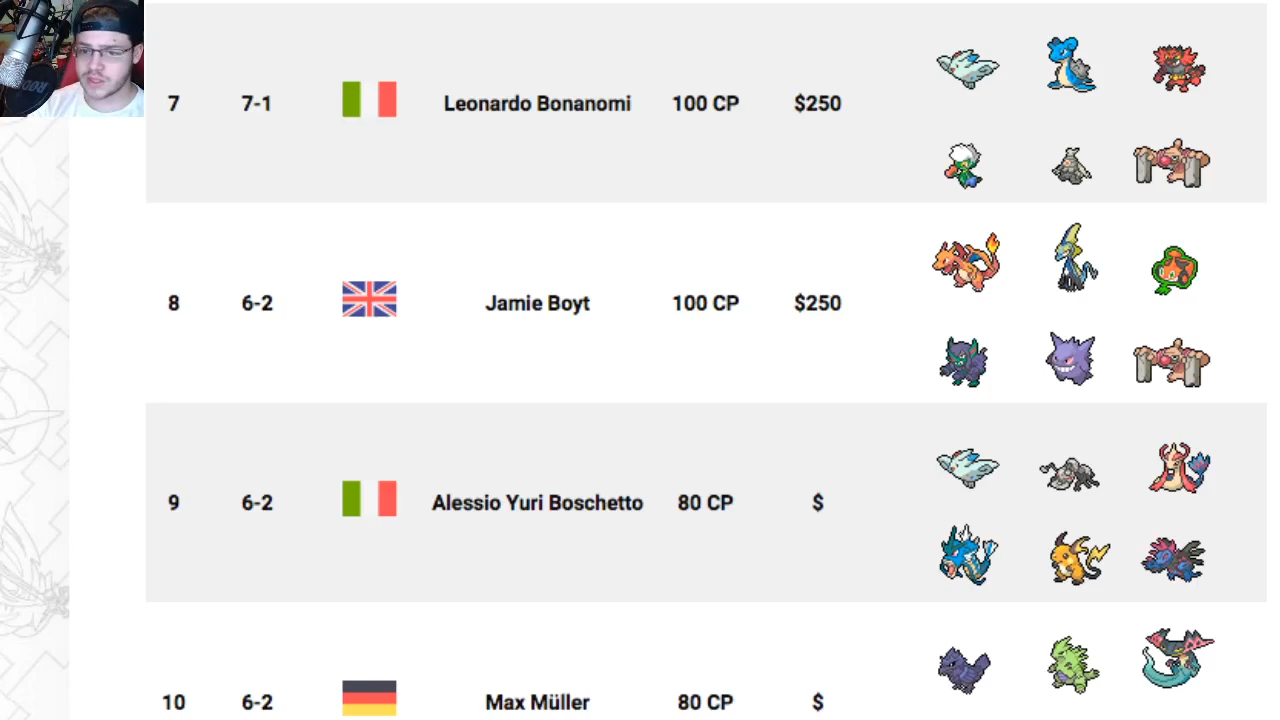 7 7-1 Leonardo Bonanomi 100 CP $250
8 6-2 Jamie Boyt 100 CP $250
9 6-2 Alessio Yuri Boschetto 80 CP $
10 6-2 Max Müller 80 CP $